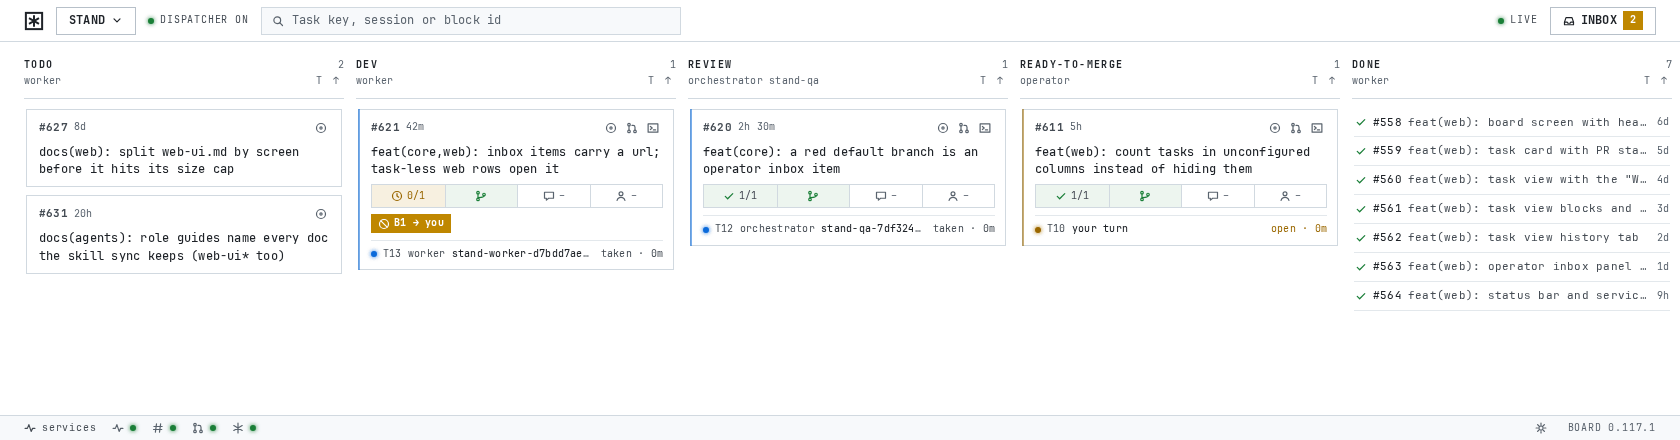 STAND
DISPATCHER ON
Task key, session or block id
LIVE
INBOX 2
TODO 2
worker T ↑
#627 8d
docs(web): split web-ui.md by screen
before it hits its size cap
#631 20h
docs(agents): role guides name every doc
the skill sync keeps (web-ui* too)
DEV 1
worker T ↑
#621 42m
feat(core,web): inbox items carry a url;
task-less web rows open it
0/1 – –
B1 → you
T13 worker stand-worker-d7bdd7ae… taken · 0m
REVIEW 1
orchestrator stand-qa T ↑
#620 2h 30m
feat(core): a red default branch is an
operator inbox item
1/1 – –
T12 orchestrator stand-qa-7df324… taken · 0m
READY-TO-MERGE 1
operator T ↑
#611 5h
feat(web): count tasks in unconfigured
columns instead of hiding them
1/1 – –
T10 your turn open · 0m
DONE 7
worker T ↑
#558 feat(web): board screen with hea… 6d
#559 feat(web): task card with PR sta… 5d
#560 feat(web): task view with the "W… 4d
#561 feat(web): task view blocks and … 3d
#562 feat(web): task view history tab 2d
#563 feat(web): operator inbox panel … 1d
#564 feat(web): status bar and servic… 9h
services
BOARD 0.117.1